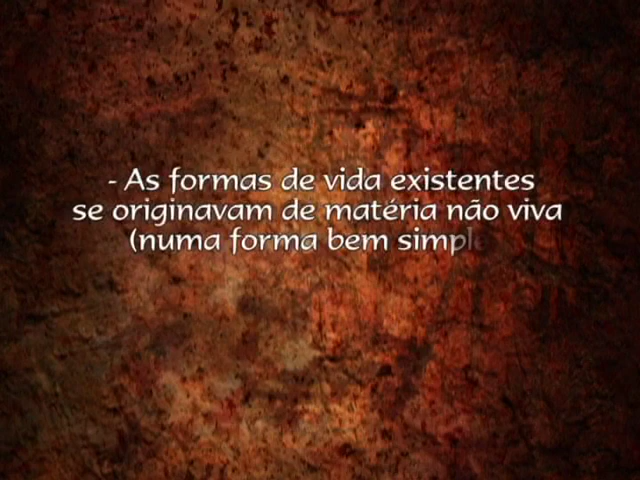 - As formas de vida existentes
se originavam de matéria não viva
(numa forma bem